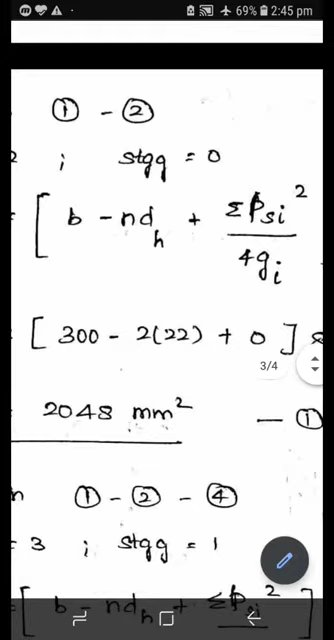 69% 2:45 pm
① - ②
2 ; stgg = 0
= [ b - nd_h + ΣP_si² / 4g_i
= [ 300 - 2(22) + 0 ]
3/4
2048 mm² — ①
n ① - ② - ④
= 3 ; stgg = 1
= [ b - nd_h + ΣP_si² ]